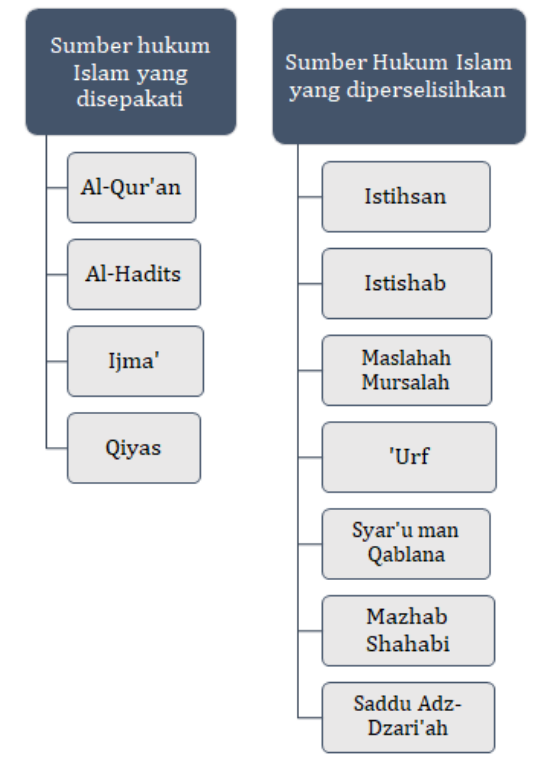 Sumber hukum
Islam yang
disepakati
Al-Qur'an
Al-Hadits
Ijma'
Qiyas
Sumber Hukum Islam
yang diperselisihkan
Istihsan
Istishab
Maslahah
Mursalah
'Urf
Syar'u man
Qablana
Mazhab
Shahabi
Saddu Adz-
Dzari'ah